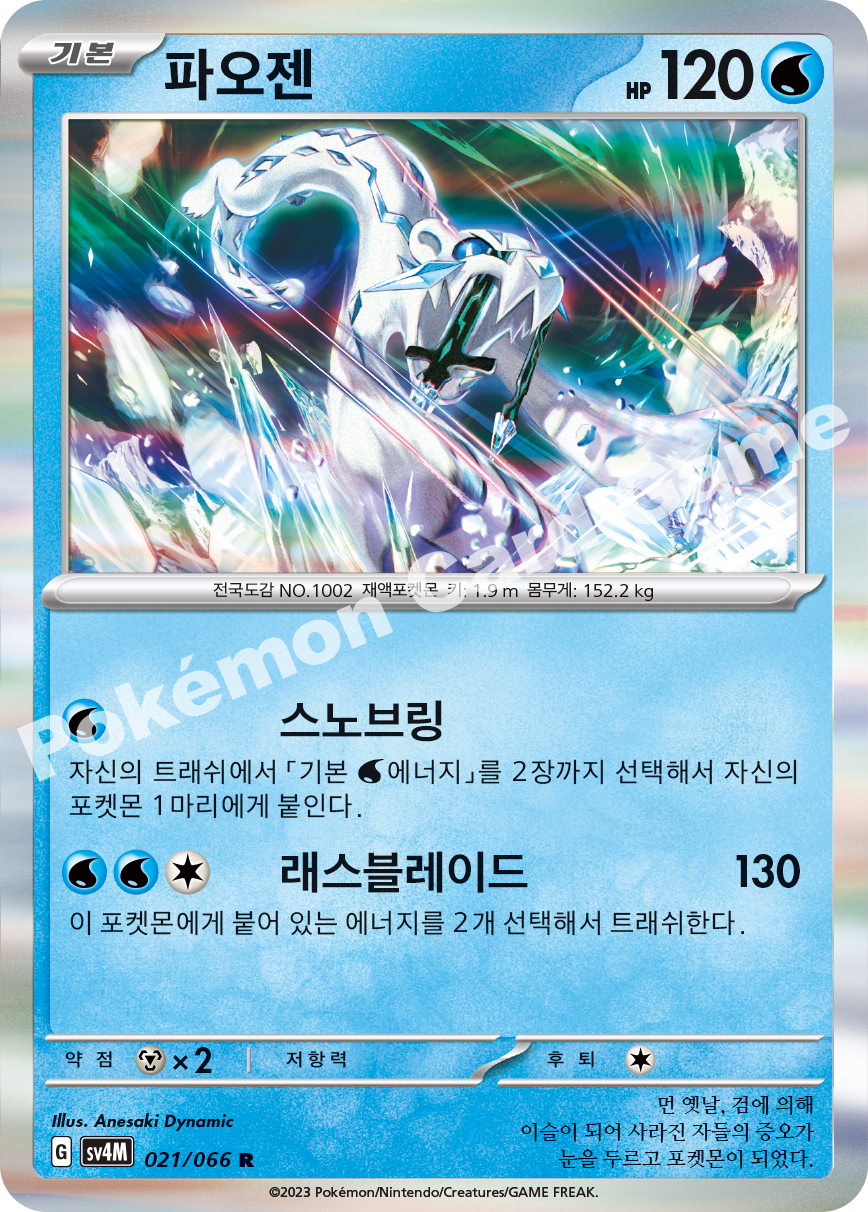 기본 파오젠 HP 120
전국도감 NO.1002 재액포켓몬 키: 1.9 m 몸무게: 152.2 kg
Pokémon Card Game
스노브링
자신의 트래쉬에서 「기본 에너지」를 2장까지 선택해서 자신의
포켓몬 1마리에게 붙인다.
래스블레이드 130
이 포켓몬에게 붙어 있는 에너지를 2개 선택해서 트래쉬한다.
약점 ×2 저항력 후퇴
Illus. Anesaki Dynamic
G SV4M 021/066 R
먼 옛날, 검에 의해
이슬이 되어 사라진 자들의 증오가
눈을 두르고 포켓몬이 되었다.
©2023 Pokémon/Nintendo/Creatures/GAME FREAK.